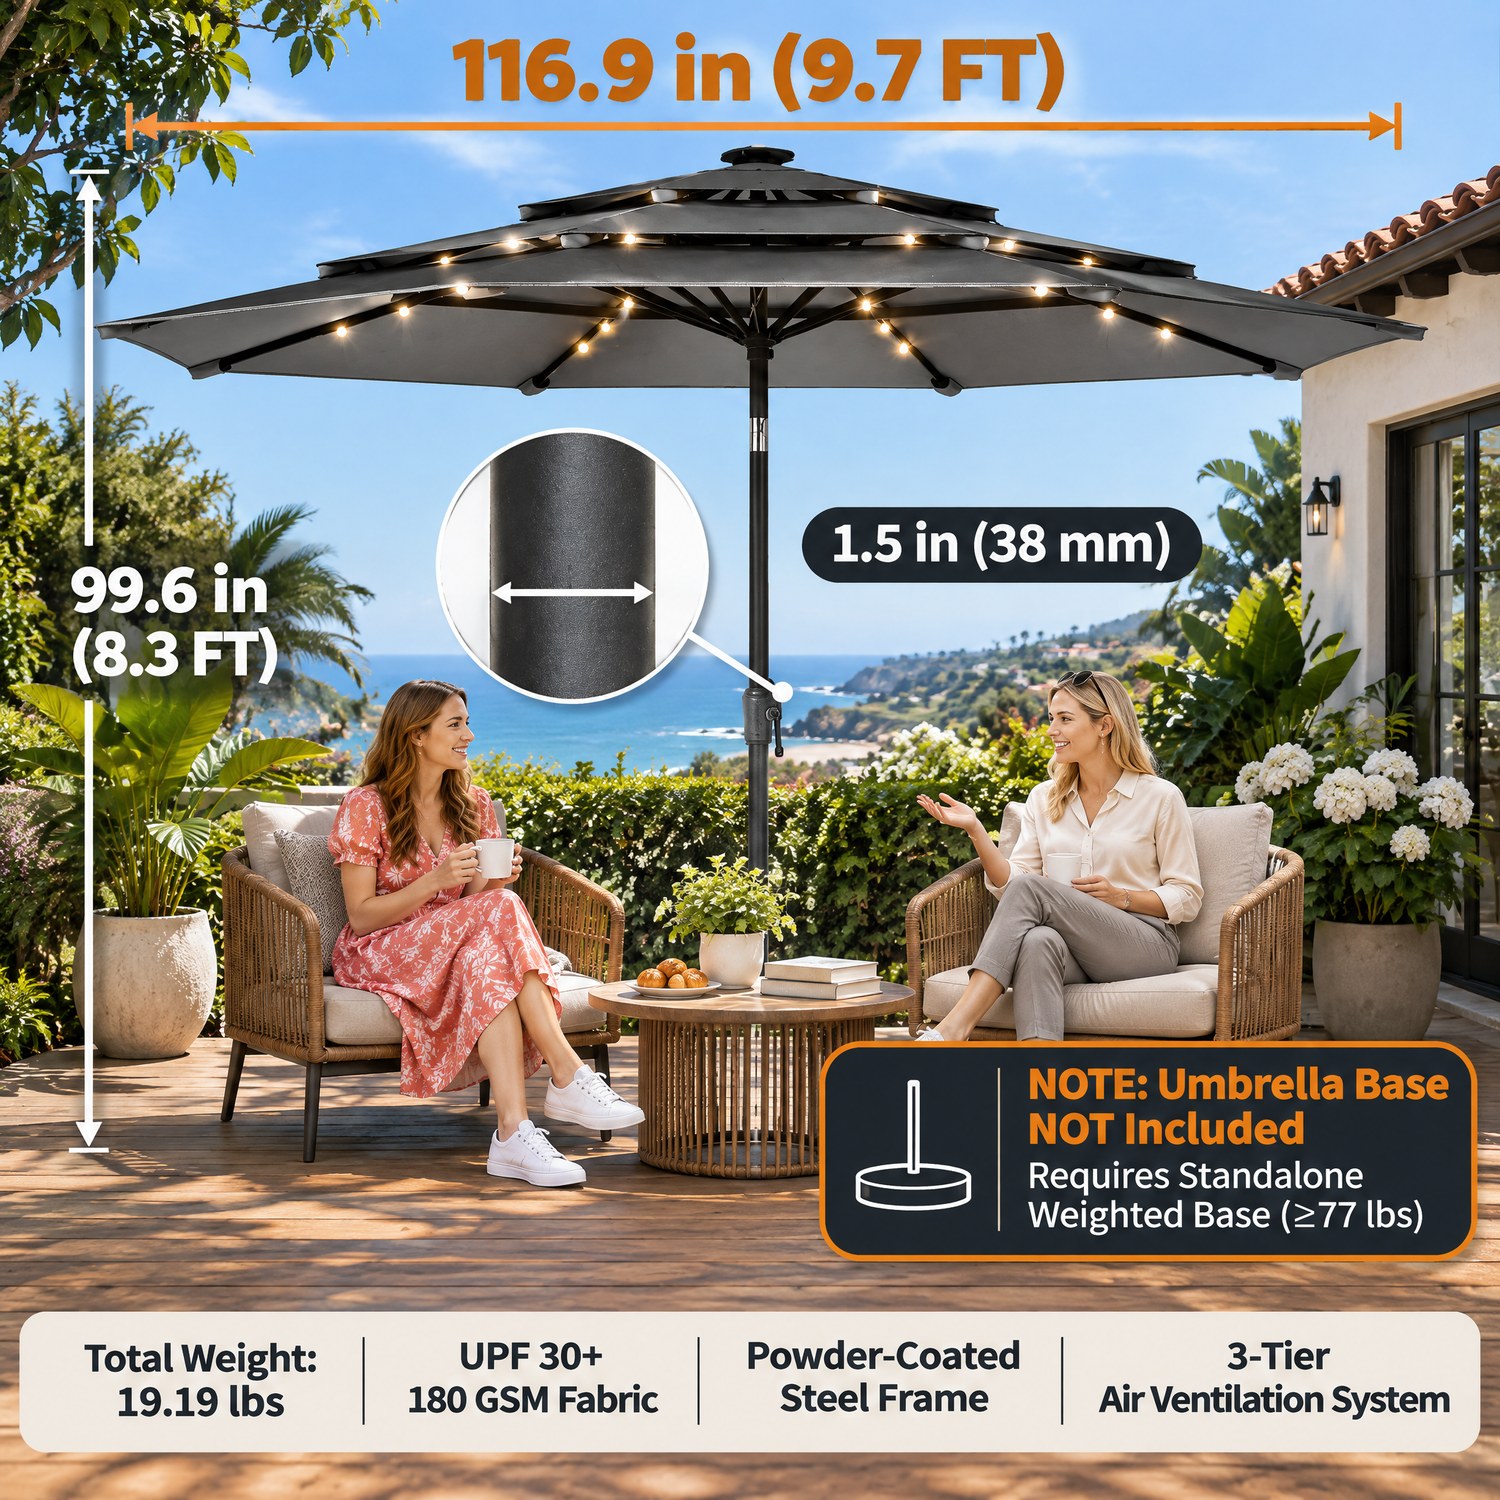 116.9 in (9.7 FT)
99.6 in
(8.3 FT)
1.5 in (38 mm)
NOTE: Umbrella Base
NOT Included
Requires Standalone
Weighted Base (≥77 lbs)
Total Weight:
19.19 lbs
UPF 30+
180 GSM Fabric
Powder-Coated
Steel Frame
3-Tier
Air Ventilation System